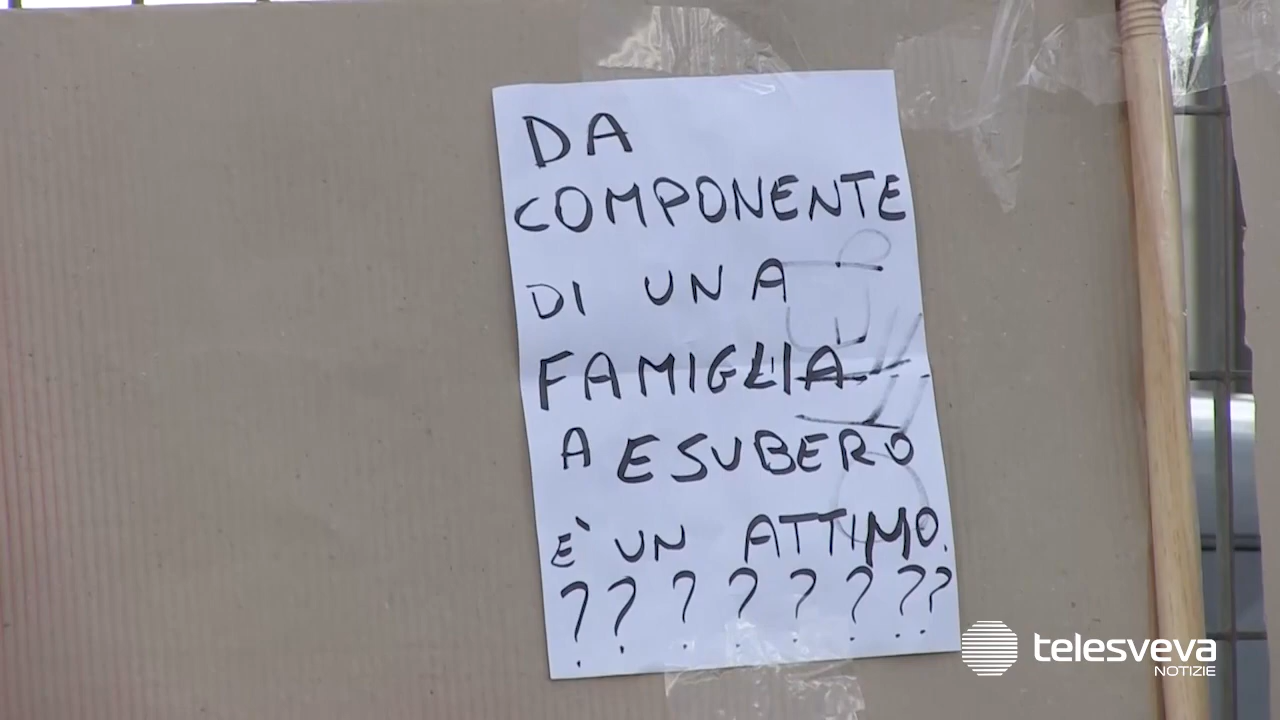 DA
COMPONENTE
DI UNA
FAMIGLIA
A ESUBERO
E' UN ATTIMO.
????????
telesveva
NOTIZIE